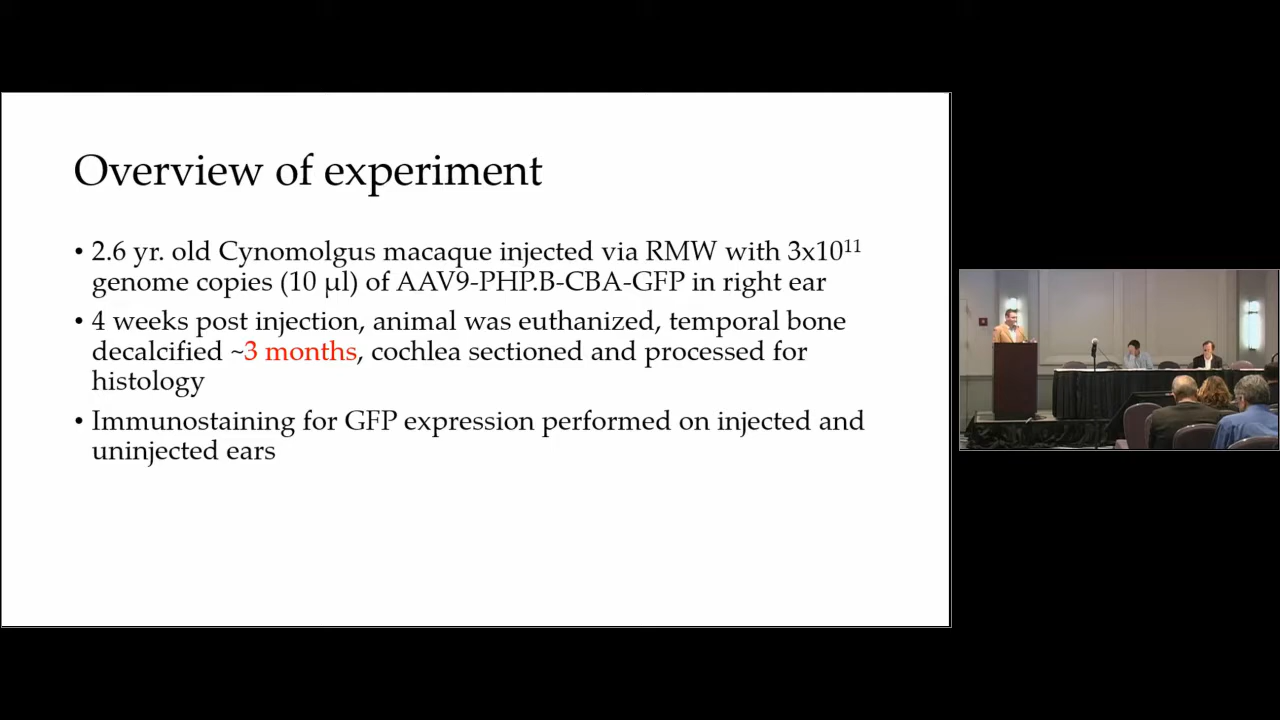 Overview of experiment
• 2.6 yr. old Cynomolgus macaque injected via RMW with 3x10¹¹
genome copies (10 µl) of AAV9-PHP.B-CBA-GFP in right ear
• 4 weeks post injection, animal was euthanized, temporal bone
decalcified ~3 months, cochlea sectioned and processed for
histology
• Immunostaining for GFP expression performed on injected and
uninjected ears